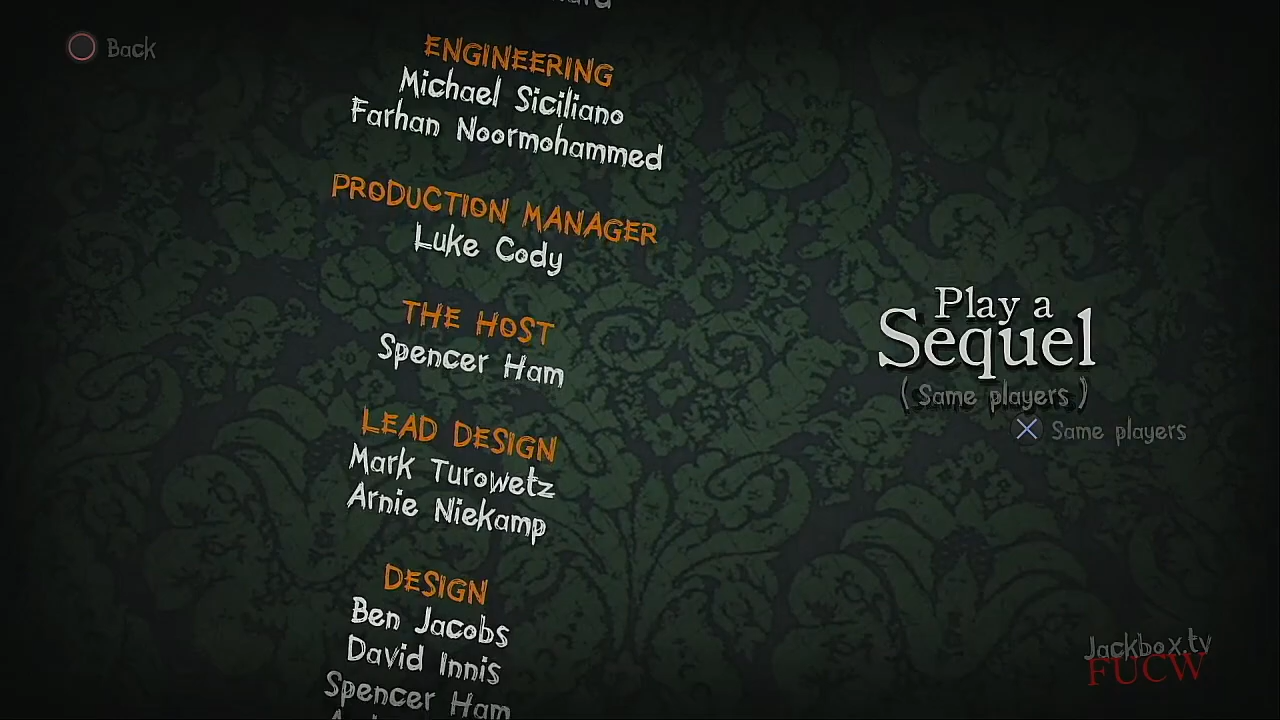 Back
ENGINEERING
Michael Siciliano
Farhan Noormohammed
PRODUCTION MANAGER
Luke Cody
THE HOST
Spencer Ham
LEAD DESIGN
Mark Turowetz
Arnie Niekamp
DESIGN
Ben Jacobs
David Innis
Spencer Ham
Play a
Sequel
( Same players )
Same players
Jackbox.tv
FUCW